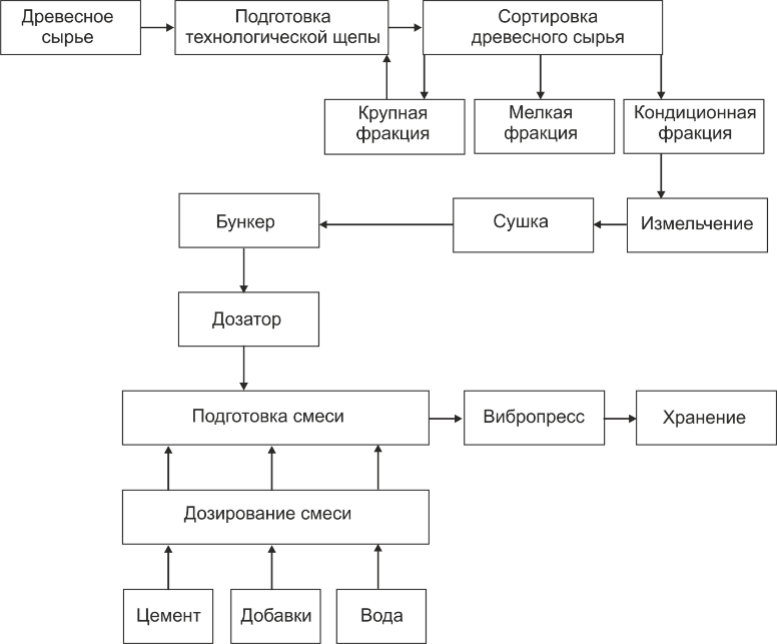 Древесное
сырье
Подготовка
технологической щепы
Сортировка
древесного сырья
Крупная
фракция
Мелкая
фракция
Кондиционная
фракция
Бункер
Сушка
Измельчение
Дозатор
Подготовка смеси
Вибропресс
Хранение
Дозирование смеси
Цемент
Добавки
Вода